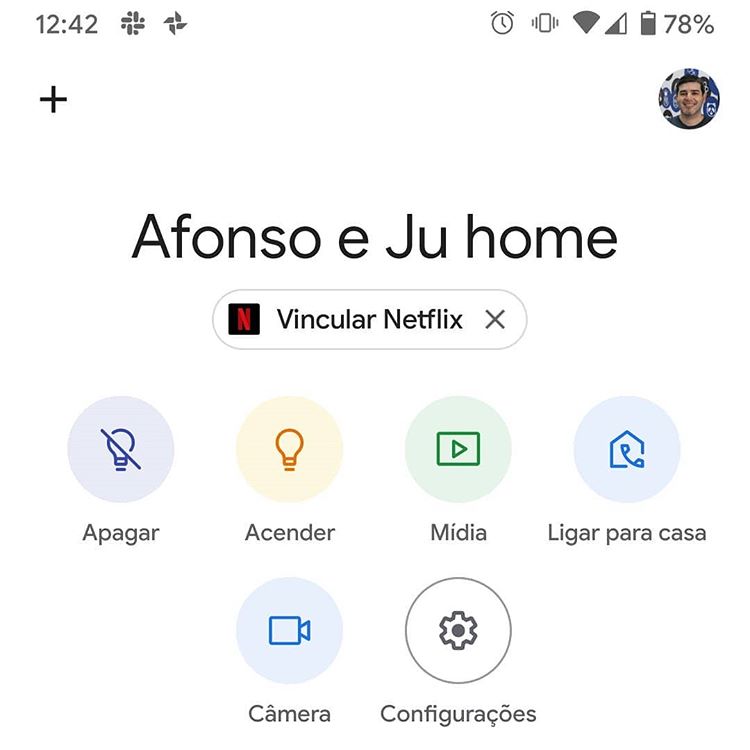 12:42 78%
Afonso e Ju home
N Vincular Netflix
Apagar Acender Mídia Ligar para casa
Câmera Configurações